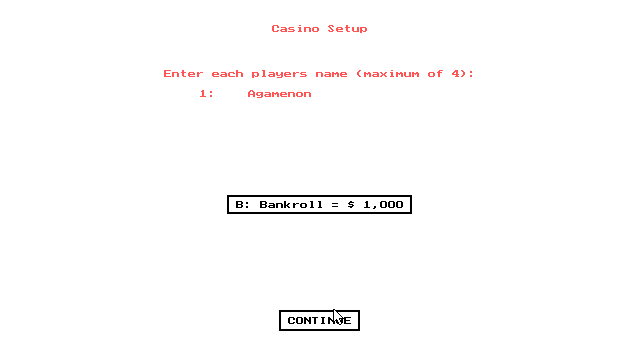 Casino Setup
Enter each players name (maximum of 4):
1: Agamenon
B: Bankroll = $ 1,000
CONTINUE